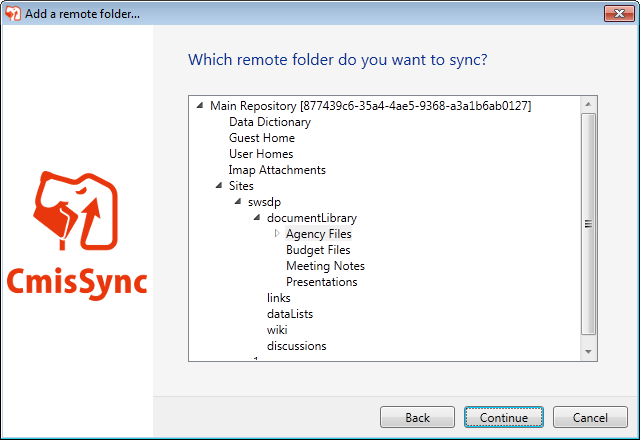 Add a remote folder...
Which remote folder do you want to sync?
Main Repository [877439c6-35a4-4ae5-9368-a3a1b6ab0127]
Data Dictionary
Guest Home
User Homes
Imap Attachments
Sites
swsdp
documentLibrary
Agency Files
Budget Files
Meeting Notes
Presentations
links
dataLists
wiki
discussions
CmisSync
Back
Continue
Cancel